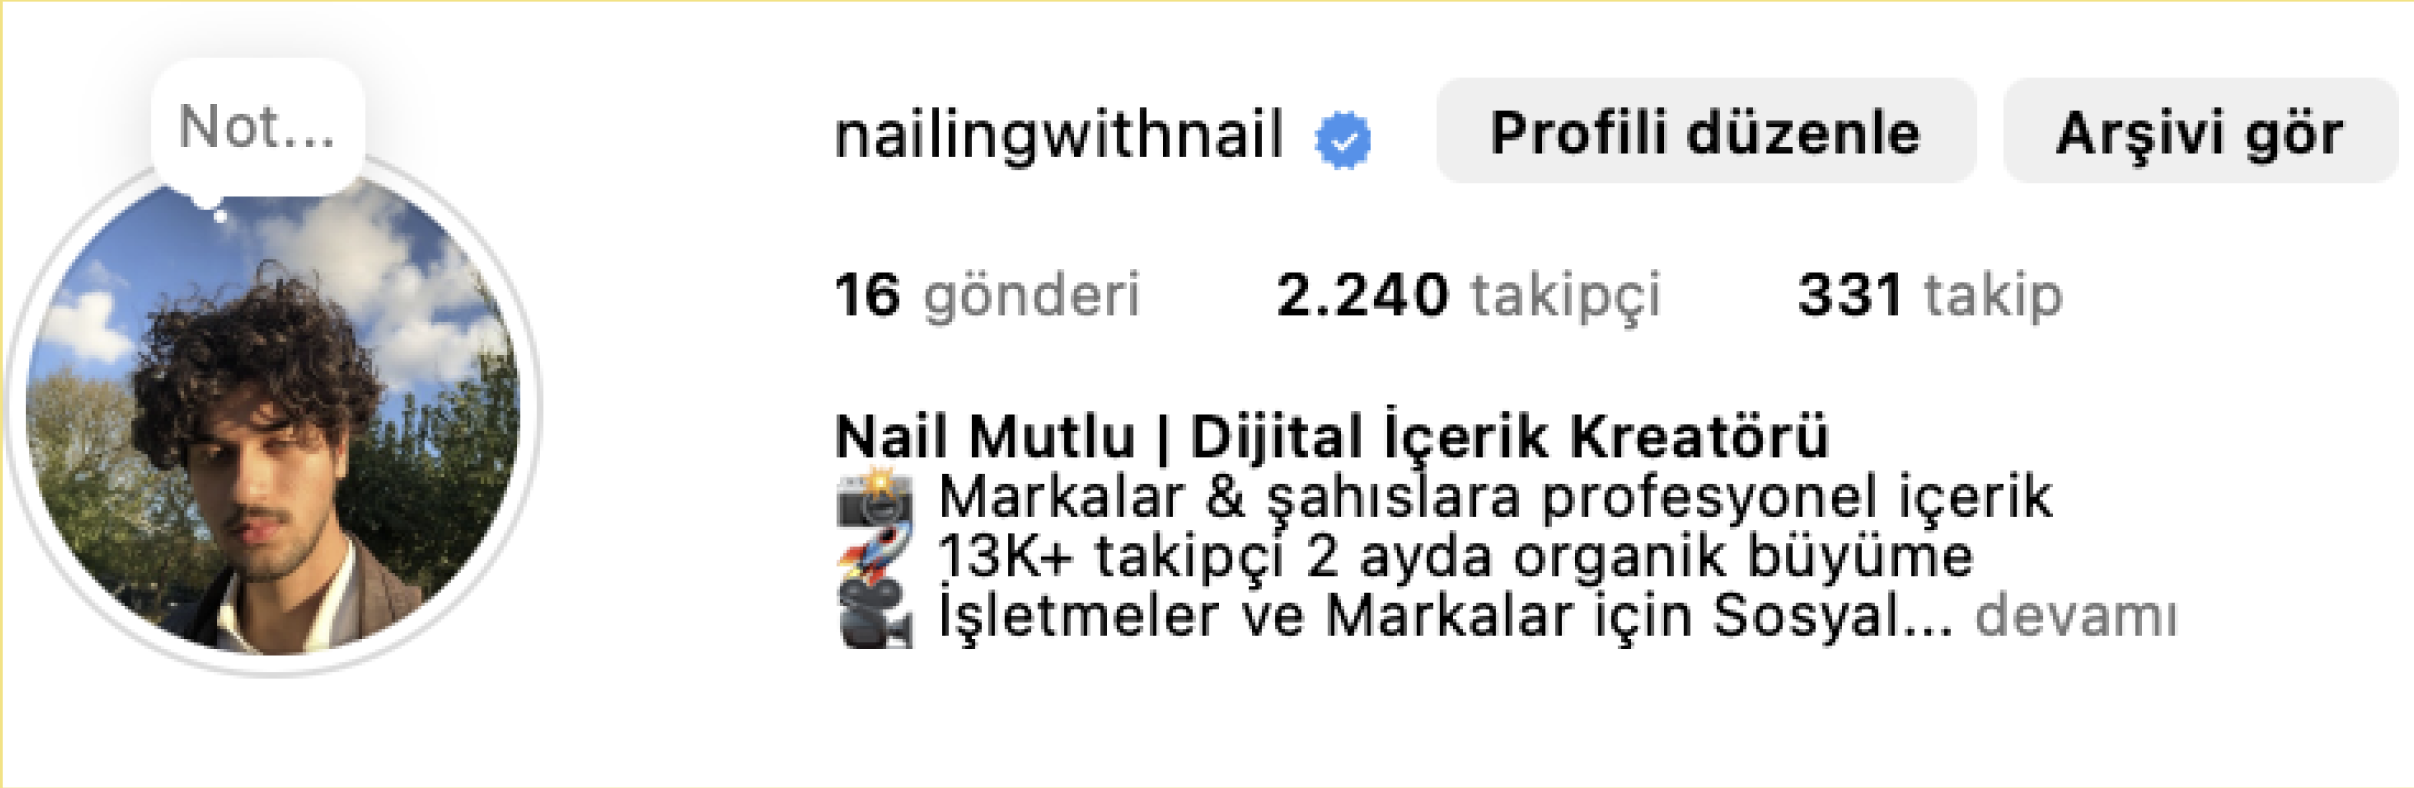 Not...
nailingwithnail
Profili düzenle
Arşivi gör
16 gönderi 2.240 takipçi 331 takip
Nail Mutlu | Dijital İçerik Kreatörü
Markalar & şahıslara profesyonel içerik
13K+ takipçi 2 ayda organik büyüme
İşletmeler ve Markalar için Sosyal... devamı